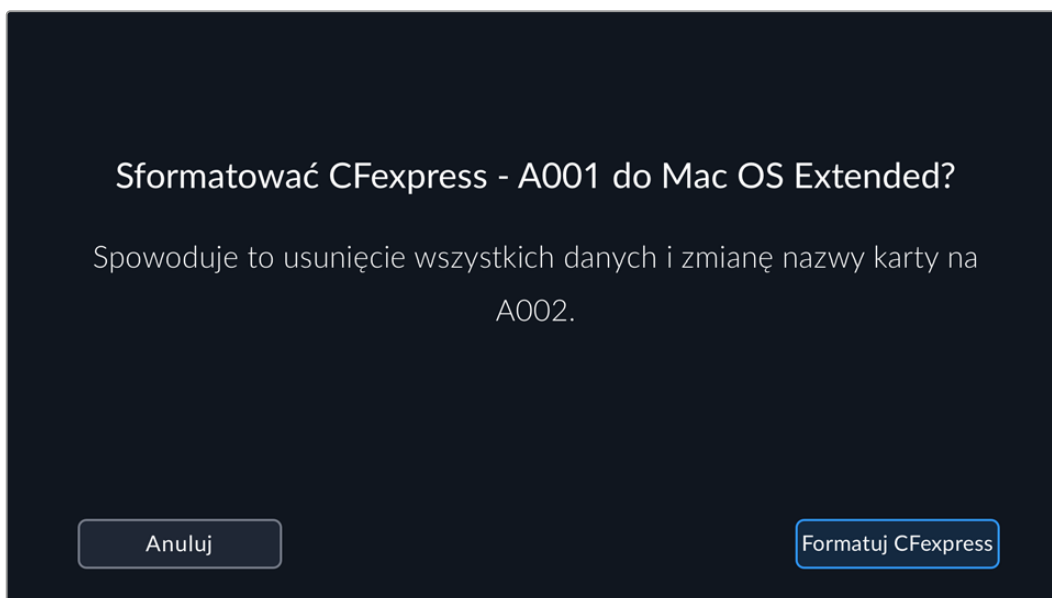 Sformatować CFexpress - A001 do Mac OS Extended?
Spowoduje to usunięcie wszystkich danych i zmianę nazwy karty na
A002.
Anuluj
Formatuj CFexpress